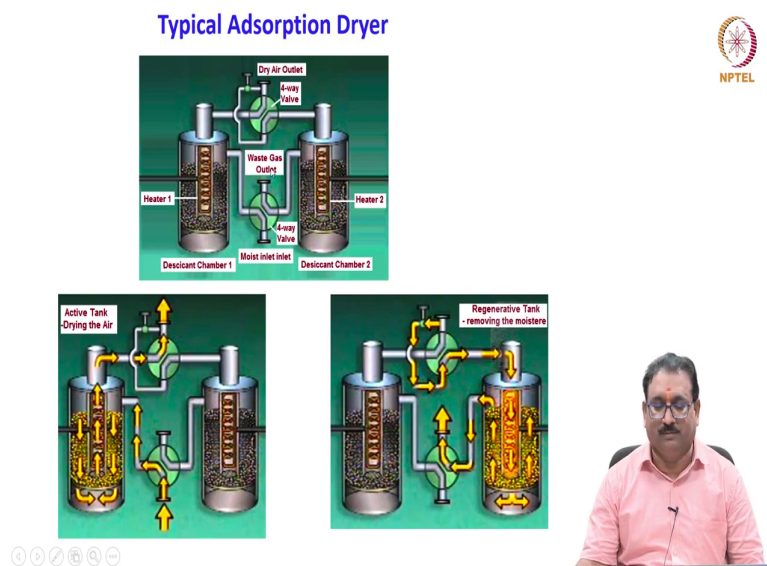 Typical Adsorption Dryer
NPTEL
Dry Air Outlet
4-way
Valve
Waste Gas
Outlet
Heater 1
Heater 2
4-way
Valve
Moist inlet inlet
Descicant Chamber 1
Desiccant Chamber 2
Active Tank
-Drying the Air
Regenerative Tank
- removing the moistere